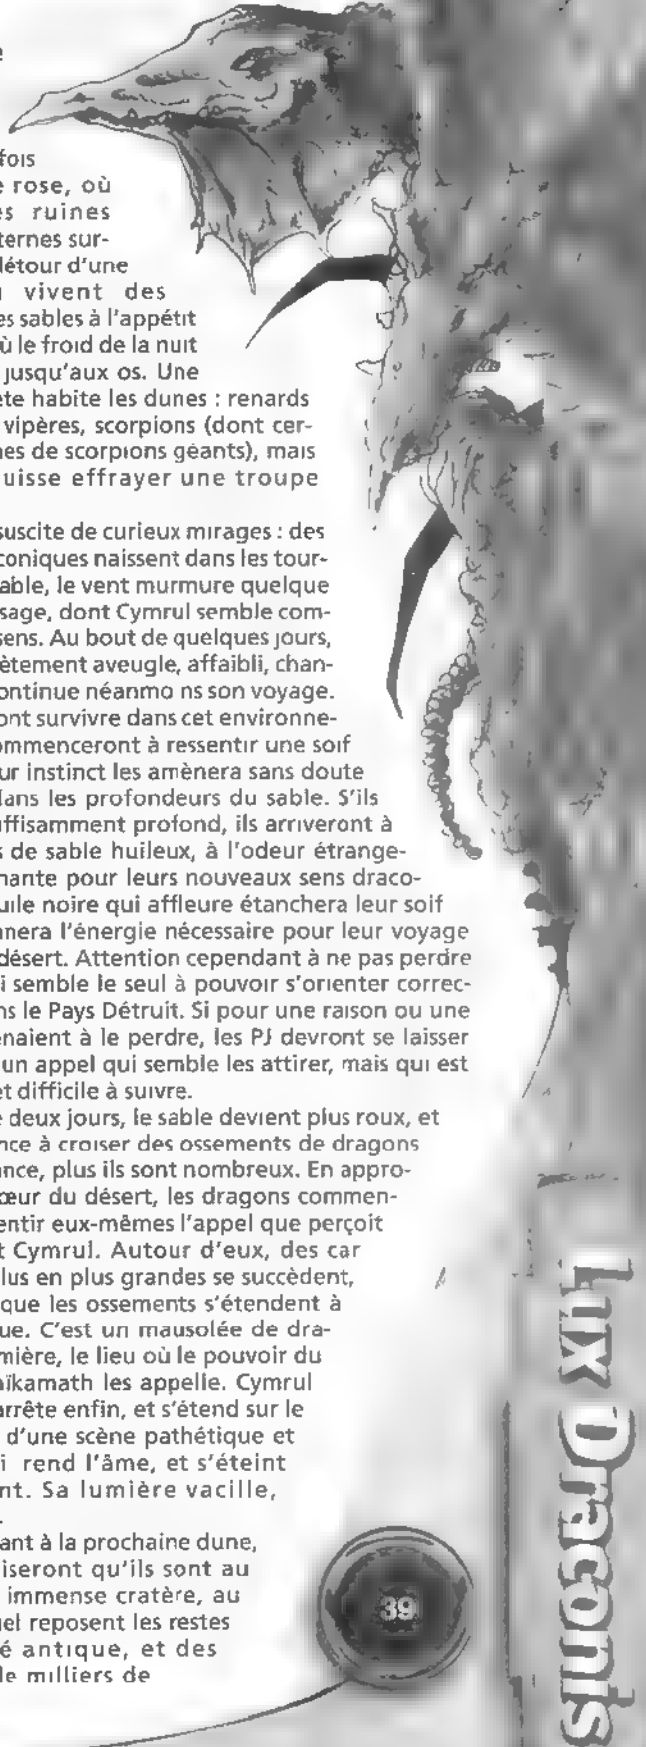 e
fois
e rose, où
es ruines
ternes sur-
détour d'une
vivent des
es sables à l'appétit
ù le froid de la nuit
jusqu'aux os. Une
ète habite les dunes : renards
vipères, scorpions (dont cer-
nes de scorpions géants), mais
uisse effrayer une troupe
suscite de curieux mirages : des
coniques naissent dans les tour-
able, le vent murmure quelque
sage, dont Cymrul semble com-
sens. Au bout de quelques jours,
ètement aveugle, affaibli, chan-
ontinue néanmo ns son voyage.
ont survivre dans cet environne-
ommenceront à ressentir une soif
ur instinct les amènera sans doute
dans les profondeurs du sable. S'ils
uffisamment profond, ils arriveront à
s de sable huileux, à l'odeur étrange-
nante pour leurs nouveaux sens draco-
uile noire qui affleure étanchera leur soif
nnera l'énergie nécessaire pour leur voyage
désert. Attention cependant à ne pas perdre
i semble le seul à pouvoir s'orienter correc-
ns le Pays Détruit. Si pour une raison ou une
enaient à le perdre, les PJ devront se laisser
un appel qui semble les attirer, mais qui est
et difficile à suivre.
e deux jours, le sable devient plus roux, et
nce à croiser des ossements de dragons
ance, plus ils sont nombreux. En appro-
cœur du désert, les dragons commen-
entir eux-mêmes l'appel que perçoit
t Cymrul. Autour d'eux, des car
lus en plus grandes se succèdent,
que les ossements s'étendent à
ue. C'est un mausolée de dra-
mière, le lieu où le pouvoir du
aïkamath les appelle. Cymrul
arrête enfin, et s'étend sur le
d'une scène pathétique et
i rend l'âme, et s'éteint
nt. Sa lumière vacille,
ant à la prochaine dune,
iseront qu'ils sont au
immense cratère, au
uel reposent les restes
é antique, et des
de milliers de
39
Lux Draconis